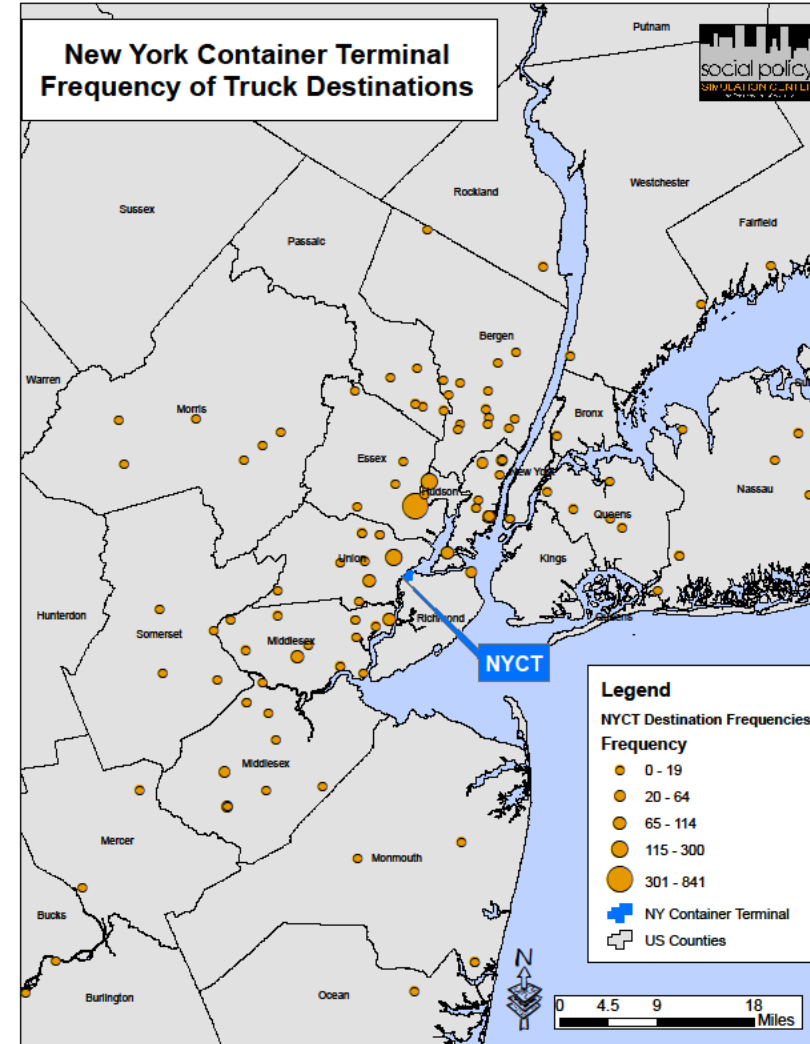 New York Container Terminal
Frequency of Truck Destinations
Putnam
social policy
SIMULATION CENTER
Rockland
Westchester
Sussex
Fairfield
Passaic
Bergen
Warren
Morris
Bronx
Essex
New York
Nassau
Hudson
Queens
Union
Kings
Hunterdon
Somerset
Richmond
Queens
Middlesex
NYCT
Middlesex
Mercer
Monmouth
Bucks
Burlington
Ocean
N
Legend
NYCT Destination Frequencies
Frequency
0 - 19
20 - 64
65 - 114
115 - 300
301 - 841
NY Container Terminal
US Counties
0 4.5 9 18
Miles